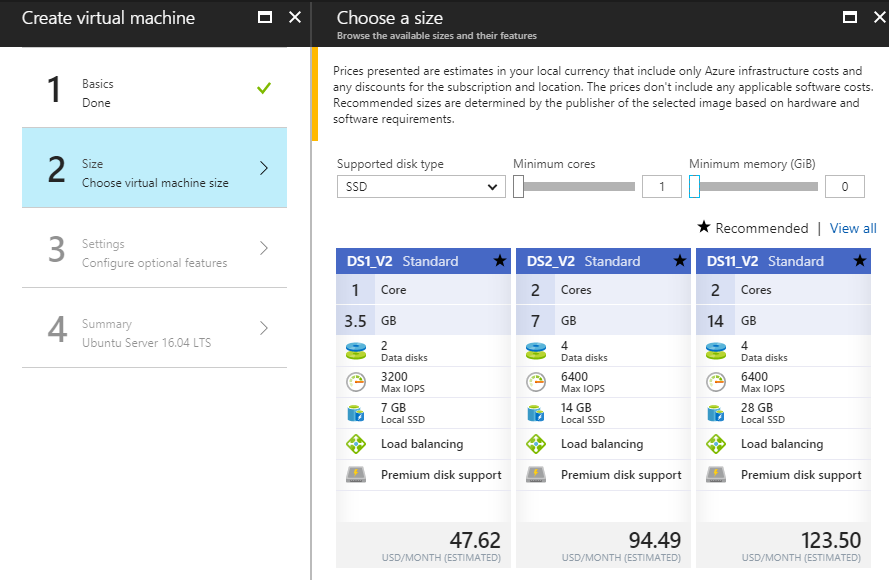 Create virtual machine
1
Basics
Done
2
Size
Choose virtual machine size
3
Settings
Configure optional features
4
Summary
Ubuntu Server 16.04 LTS
Choose a size
Browse the available sizes and their features
Prices presented are estimates in your local currency that include only Azure infrastructure costs and
any discounts for the subscription and location. The prices don't include any applicable software costs.
Recommended sizes are determined by the publisher of the selected image based on hardware and
software requirements.
Supported disk type
SSD
Minimum cores
1
Minimum memory (GiB)
0
★ Recommended | View all
DS1_V2 Standard ★
1 Core
3.5 GB
2
Data disks
3200
Max IOPS
7 GB
Local SSD
Load balancing
Premium disk support
47.62
USD/MONTH (ESTIMATED)
DS2_V2 Standard ★
2 Cores
7 GB
4
Data disks
6400
Max IOPS
14 GB
Local SSD
Load balancing
Premium disk support
94.49
USD/MONTH (ESTIMATED)
DS11_V2 Standard ★
2 Cores
14 GB
4
Data disks
6400
Max IOPS
28 GB
Local SSD
Load balancing
Premium disk support
123.50
USD/MONTH (ESTIMATED)